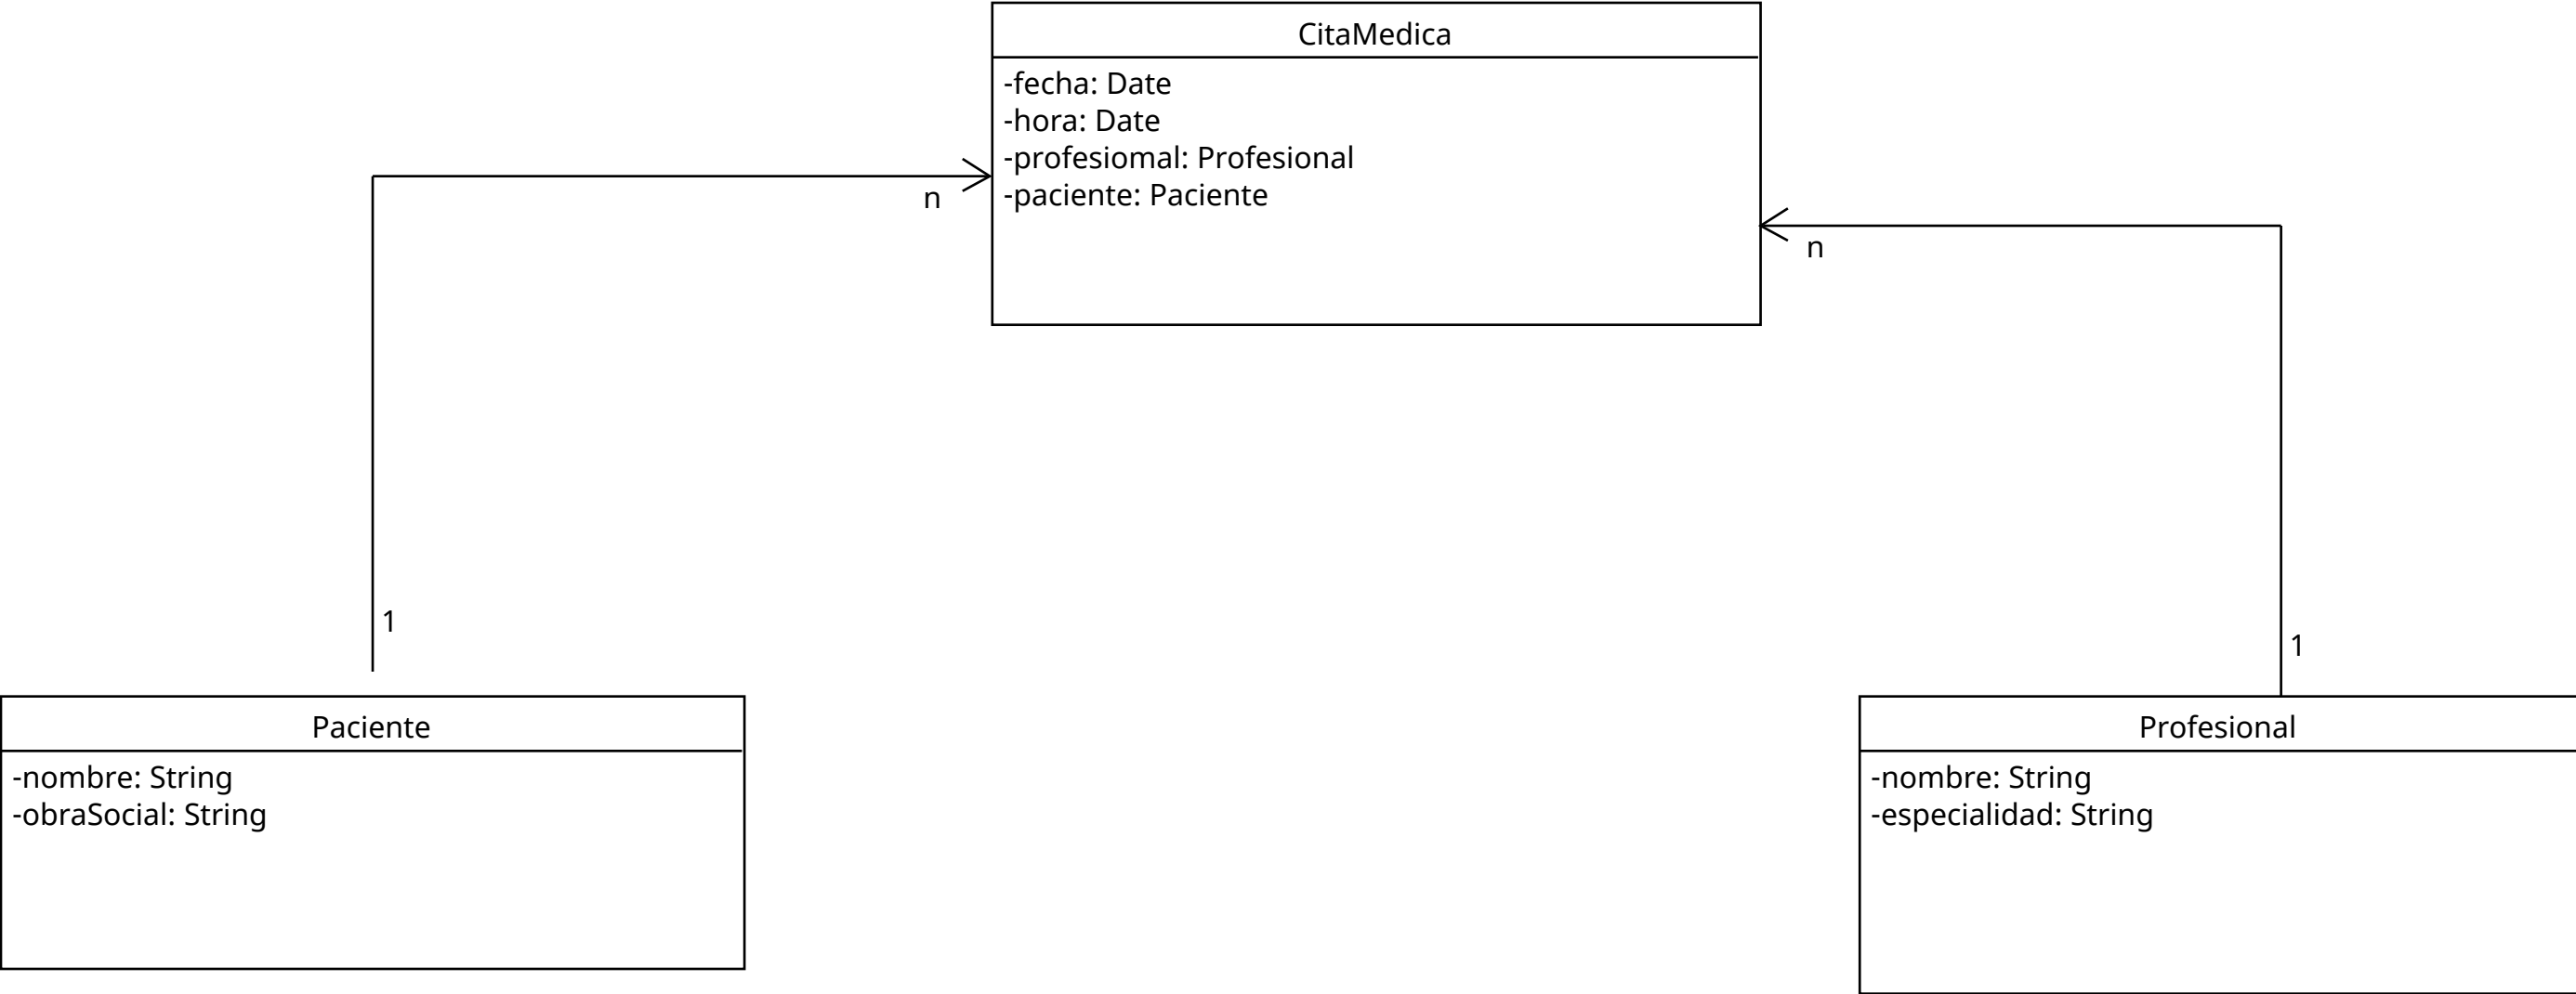 CitaMedica
-fecha: Date
-hora: Date
-profesiomal: Profesional
-paciente: Paciente
n
n
1
1
Paciente
-nombre: String
-obraSocial: String
Profesional
-nombre: String
-especialidad: String